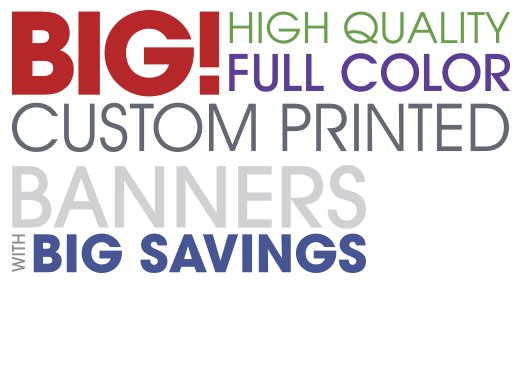 BIG! HIGH QUALITY
FULL COLOR
CUSTOM PRINTED
BANNERS
WITH BIG SAVINGS